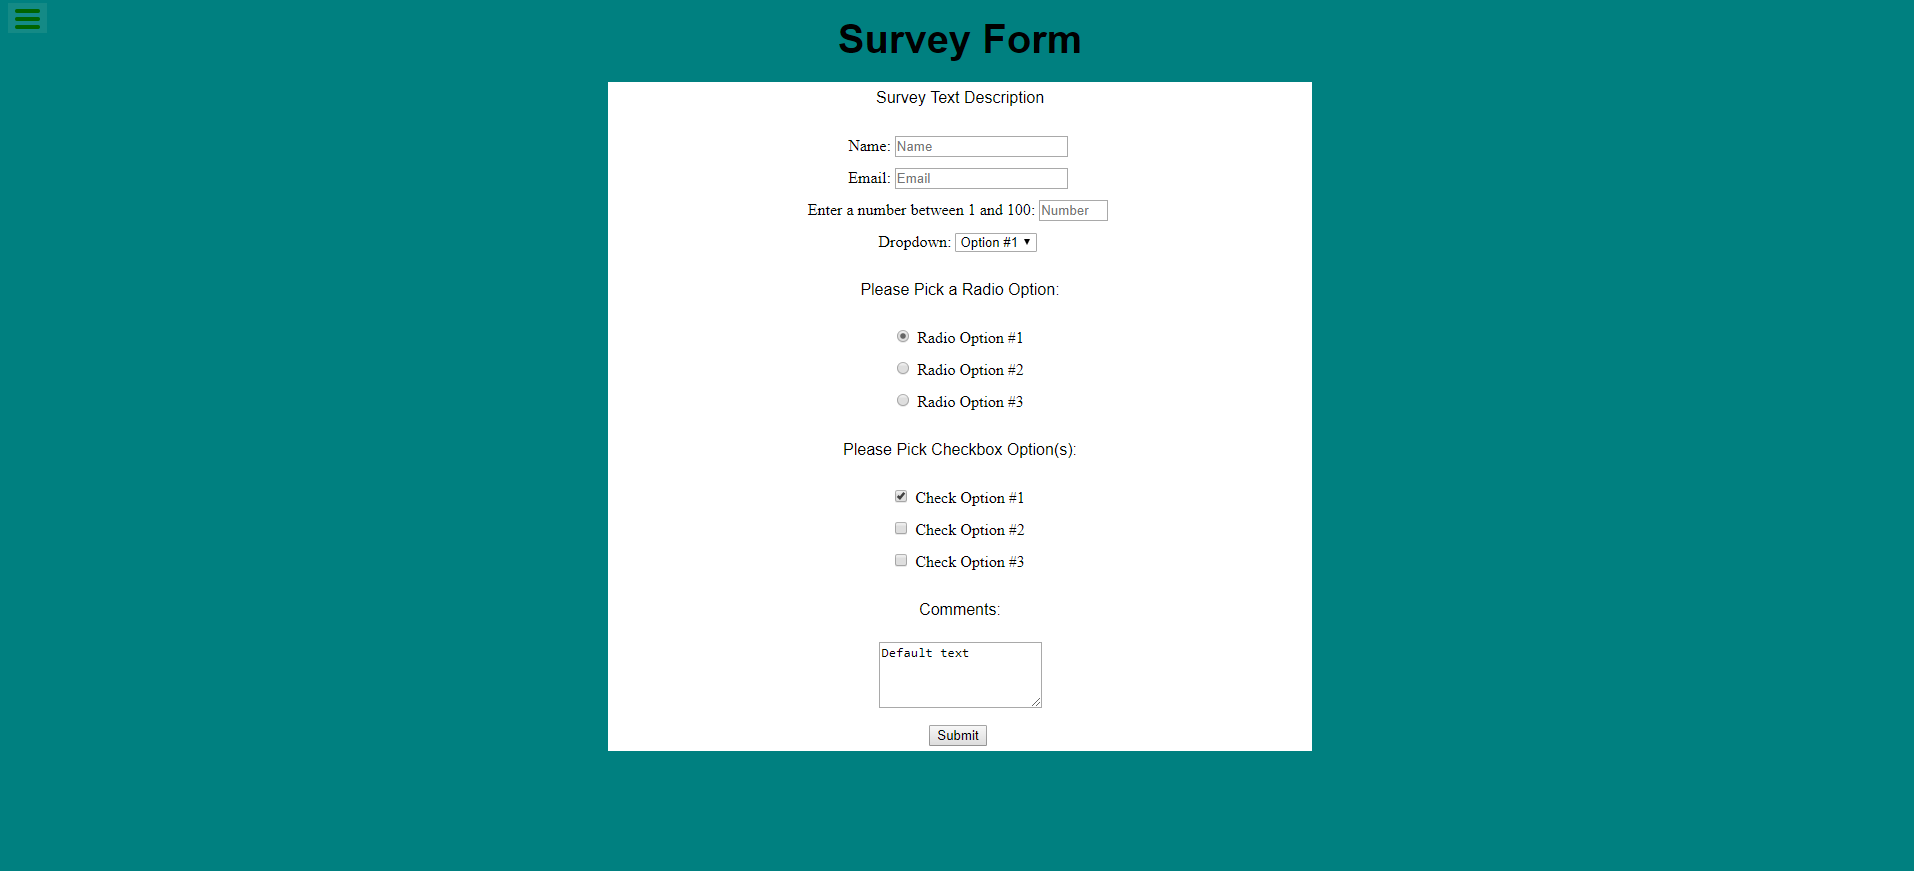 Survey Form
Survey Text Description
Name: Name
Email: Email
Enter a number between 1 and 100: Number
Dropdown: Option #1
Please Pick a Radio Option:
Radio Option #1
Radio Option #2
Radio Option #3
Please Pick Checkbox Option(s):
Check Option #1
Check Option #2
Check Option #3
Comments:
Default text
Submit